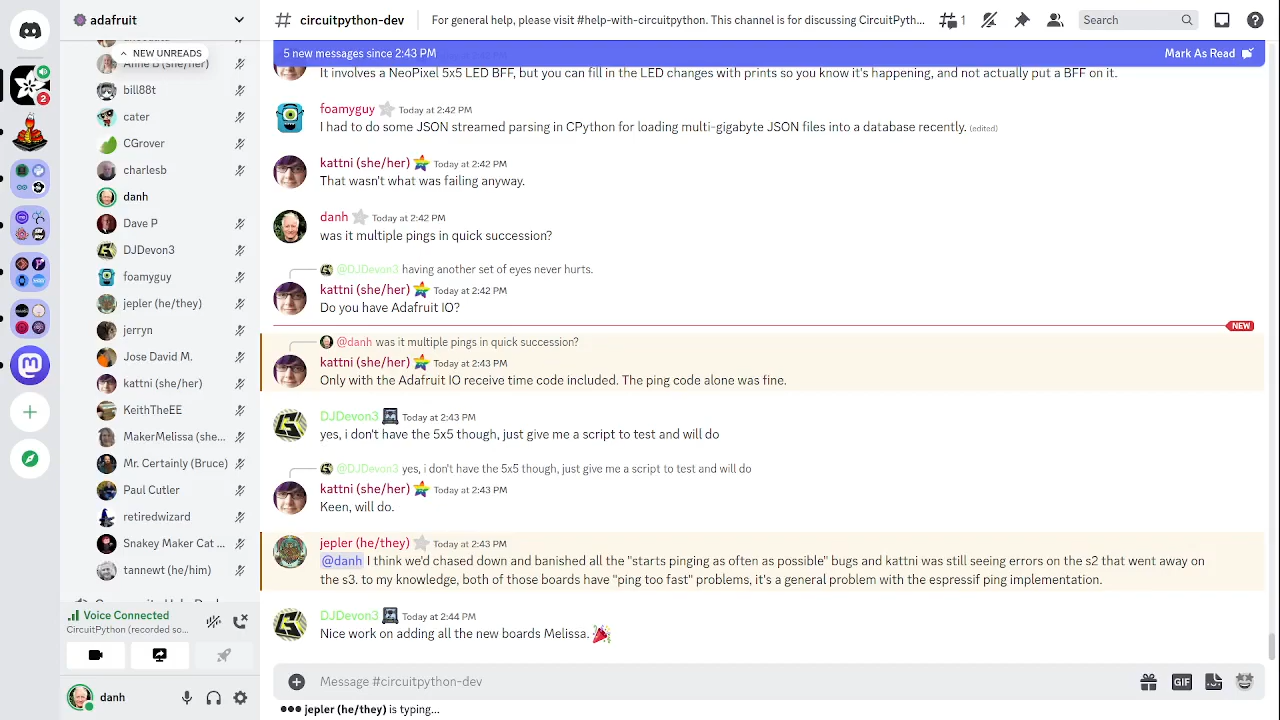 adafruit
circuitpython-dev
For general help, please visit #help-with-circuitpython. This channel is for discussing CircuitPyth...
1
Search
NEW UNREADS
Anne B (she/her)
bill88t
cater
CGrover
charlesb
danh
Dave P
DJDevon3
foamyguy
jepler (he/they)
jerryn
Jose David M.
kattni (she/her)
KeithTheEE
MakerMelissa (she...
Mr. Certainly (Bruce)
Paul Cutler
retiredwizard
Snakey Maker Cat ...
tannewt (he/him)
Voice Connected
CircuitPython (recorded so...
danh
2
5 new messages since 2:43 PM
Mark As Read
It involves a NeoPixel 5x5 LED BFF, but you can fill in the LED changes with prints so you know it's happening, and not actually put a BFF on it.
foamyguy Today at 2:42 PM
I had to do some JSON streamed parsing in CPython for loading multi-gigabyte JSON files into a database recently. (edited)
kattni (she/her) Today at 2:42 PM
That wasn't what was failing anyway.
danh Today at 2:42 PM
was it multiple pings in quick succession?
@DJDevon3 having another set of eyes never hurts.
kattni (she/her) Today at 2:42 PM
Do you have Adafruit IO?
NEW
@danh was it multiple pings in quick succession?
kattni (she/her) Today at 2:43 PM
Only with the Adafruit IO receive time code included. The ping code alone was fine.
DJDevon3 Today at 2:43 PM
yes, i don't have the 5x5 though, just give me a script to test and will do
@DJDevon3 yes, i don't have the 5x5 though, just give me a script to test and will do
kattni (she/her) Today at 2:43 PM
Keen, will do.
jepler (he/they) Today at 2:43 PM
@danh I think we'd chased down and banished all the "starts pinging as often as possible" bugs and kattni was still seeing errors on the s2 that went away on
the s3. to my knowledge, both of those boards have "ping too fast" problems, it's a general problem with the espressif ping implementation.
DJDevon3 Today at 2:44 PM
Nice work on adding all the new boards Melissa.
Message #circuitpython-dev
GIF
jepler (he/they) is typing...